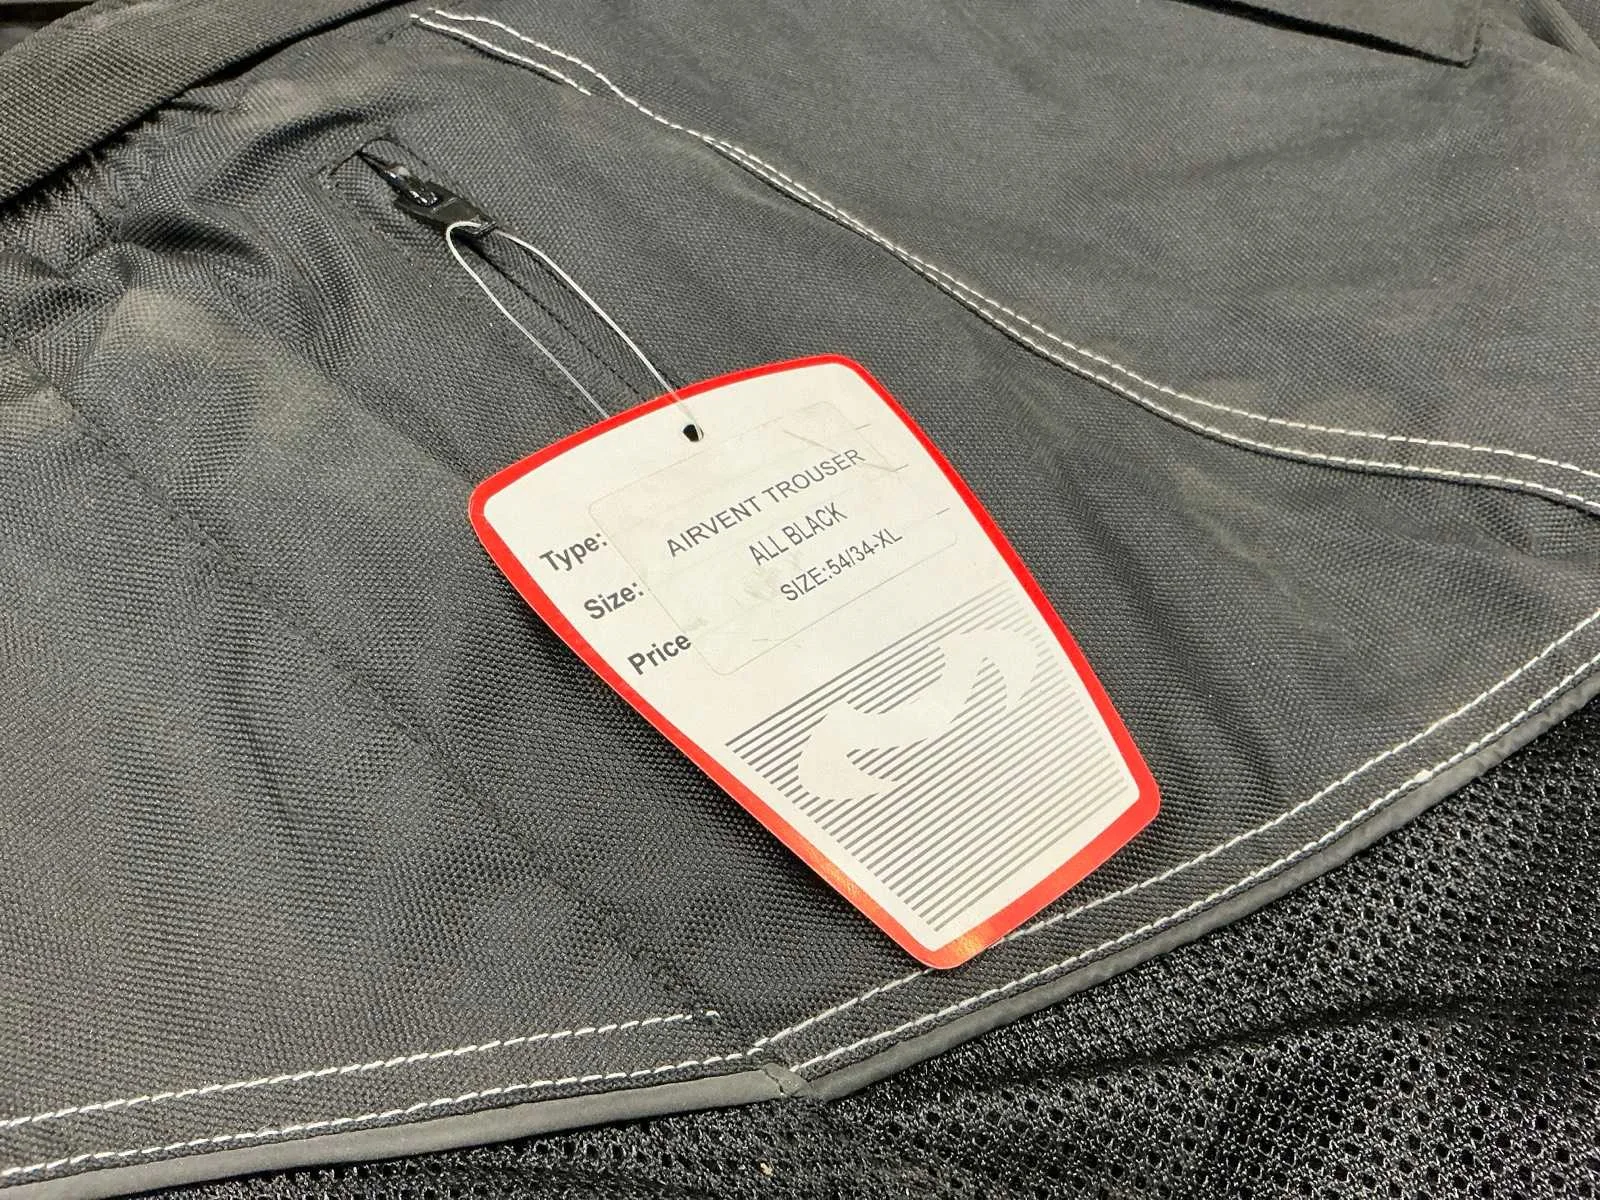 AIRVENT TROUSER
Type:
ALL BLACK
Size:
SIZE:54/34-XL
Price